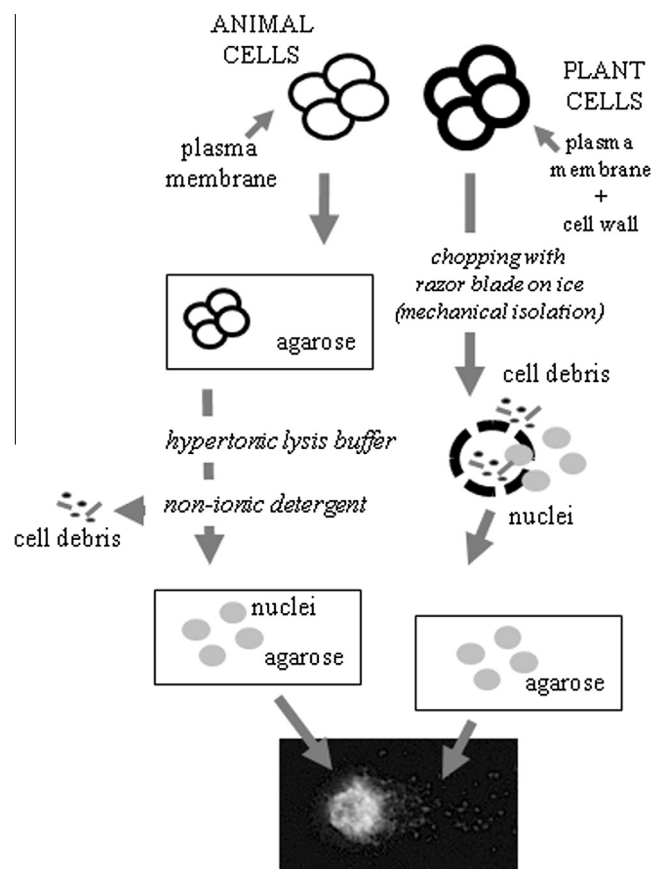 ANIMAL
CELLS
PLANT
CELLS
plasma
membrane
plasma
membrane
+
cell wall
chopping with
razor blade on ice
(mechanical isolation)
agarose
cell debris
hypertonic lysis buffer
non-ionic detergent
cell debris
nuclei
nuclei
agarose
agarose